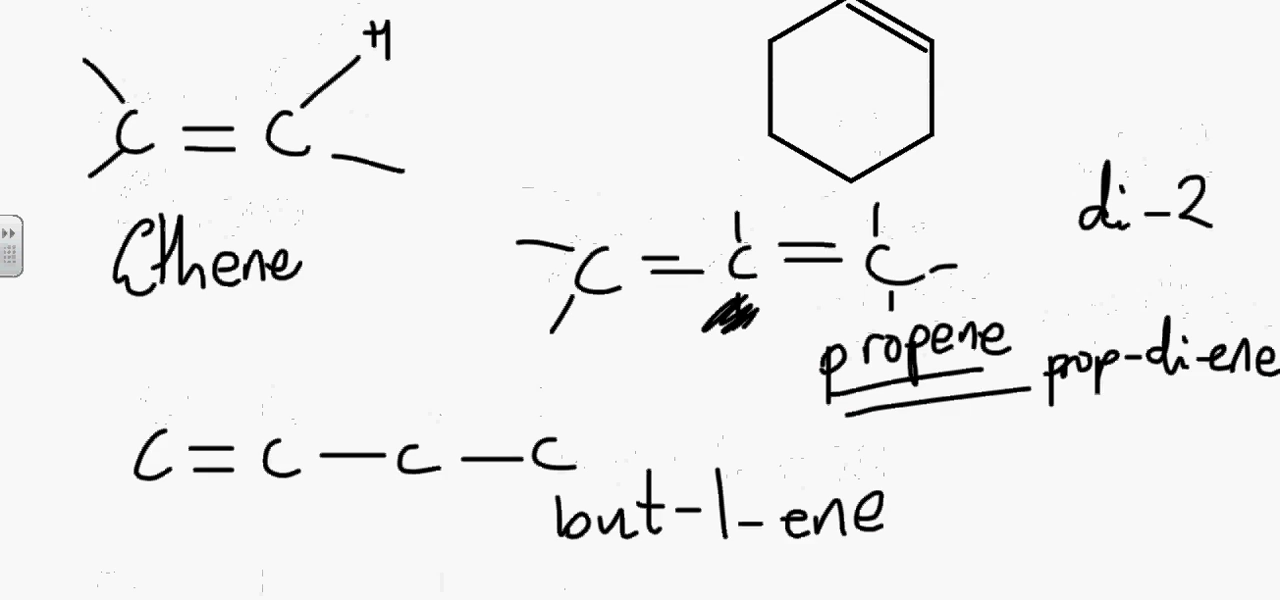 H
C = C
Ethene
di-2
C = C = C
propene
prop-di-ene
C = C — C — C
but-1-ene